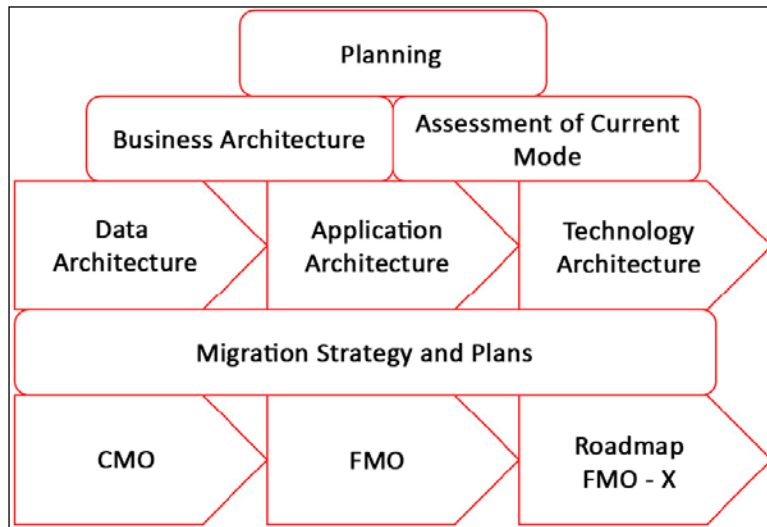 Planning
Business Architecture
Assessment of Current
Mode
Data
Architecture
Application
Architecture
Technology
Architecture
Migration Strategy and Plans
CMO
FMO
Roadmap
FMO - X